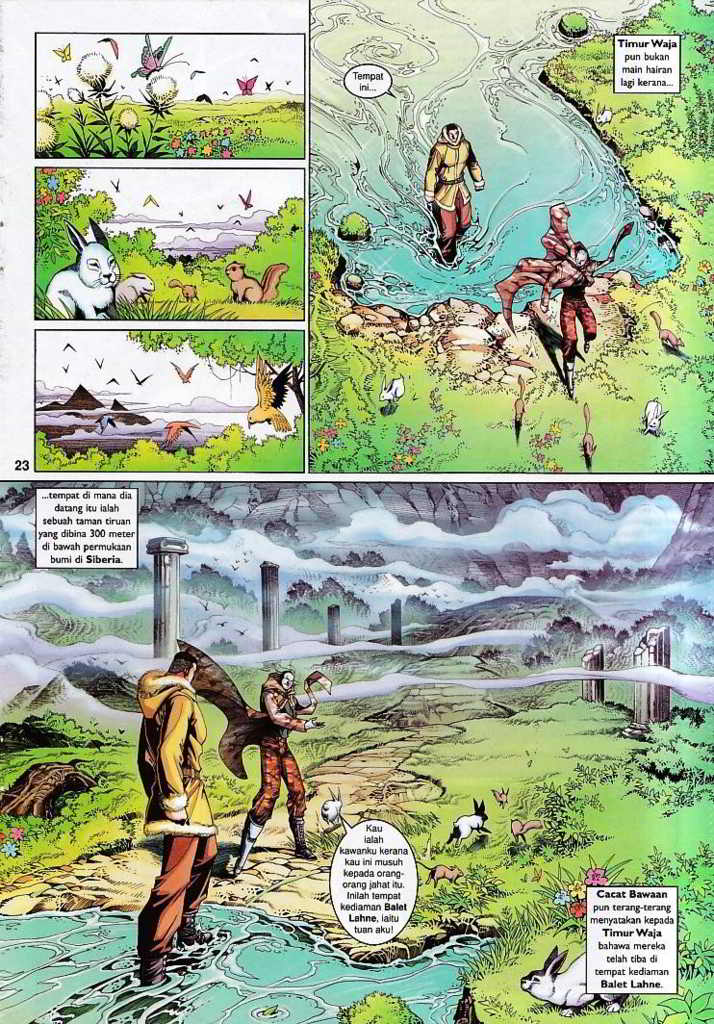 Timur Waja
pun bukan
main hairan
lagi kerana...
Tempat
ini...
23
...tempat di mana dia
datang itu ialah
sebuah taman tiruan
yang dibina 300 meter
di bawah permukaan
bumi di Siberia.
Kau
ialah
kawanku kerana
kau ini musuh
kepada orang-
orang jahat itu.
Inilah tempat
kediaman Balet
Lahne, iaitu
tuan aku!
Cacat Bawaan
pun terang-terang
menyatakan kepada
Timur Waja
bahawa mereka
telah tiba di
tempat kediaman
Balet Lahne.